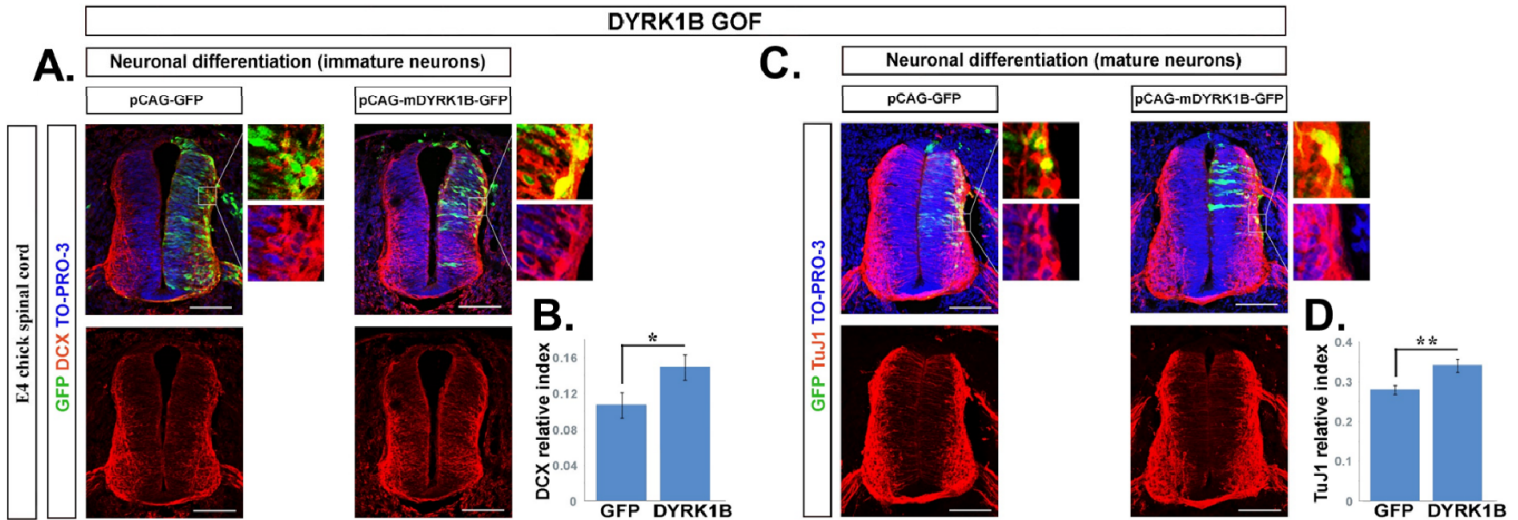 DYRK1B GOF
A.
Neuronal differentiation (immature neurons)
pCAG-GFP
pCAG-mDYRK1B-GFP
E4 chick spinal cord
GFP DCX TO-PRO-3
B.
DCX relative index
0.16
0.12
0.08
0.04
0
*
GFP DYRK1B
C.
Neuronal differentiation (mature neurons)
pCAG-GFP
pCAG-mDYRK1B-GFP
GFP TuJ1 TO-PRO-3
D.
TuJ1 relative index
0.4
0.3
0.2
0.1
0.0
**
GFP DYRK1B